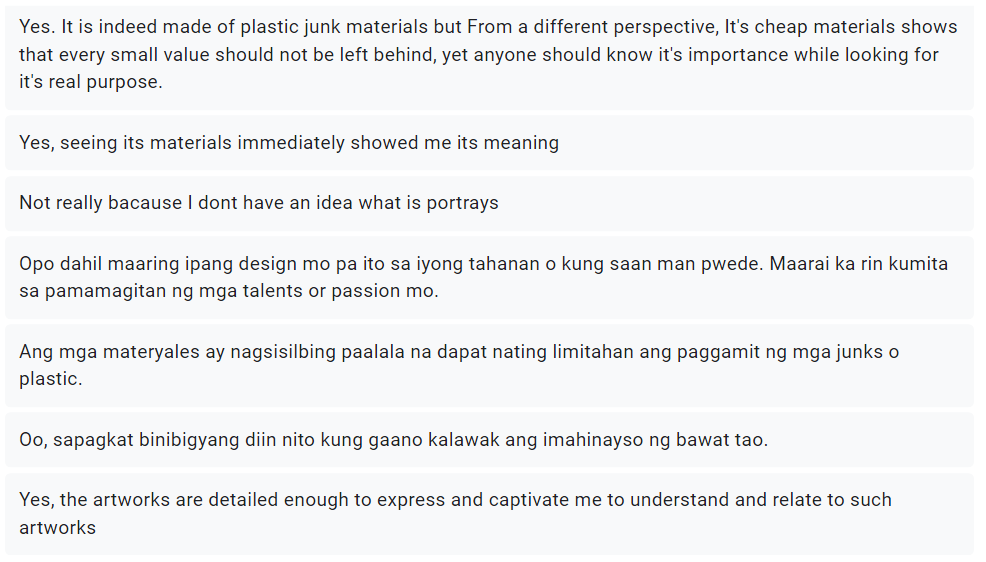 Yes. It is indeed made of plastic junk materials but From a different perspective, It's cheap materials shows
that every small value should not be left behind, yet anyone should know it's importance while looking for
it's real purpose.
Yes, seeing its materials immediately showed me its meaning
Not really bacause I dont have an idea what is portrays
Opo dahil maaring ipang design mo pa ito sa iyong tahanan o kung saan man pwede. Maarai ka rin kumita
sa pamamagitan ng mga talents or passion mo.
Ang mga materyales ay nagsisilbing paalala na dapat nating limitahan ang paggamit ng mga junks o
plastic.
Oo, sapagkat binibigyang diin nito kung gaano kalawak ang imahinayso ng bawat tao.
Yes, the artworks are detailed enough to express and captivate me to understand and relate to such
artworks